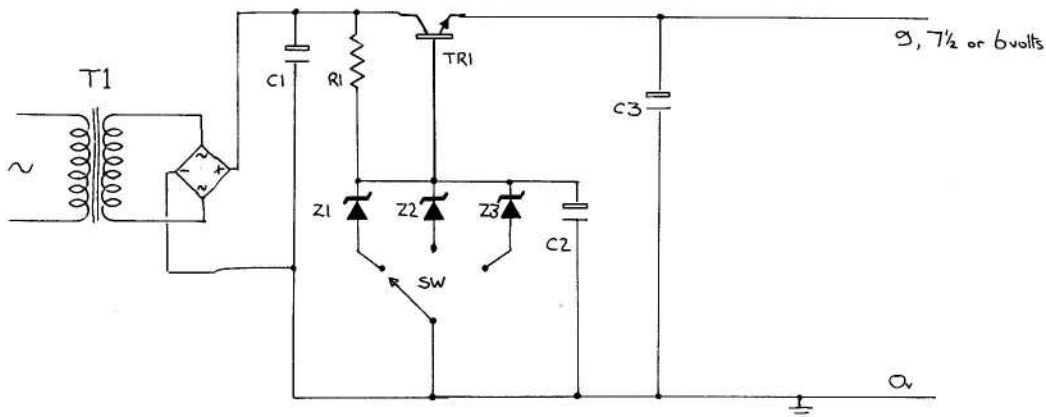 T1
C1
R1
TR1
9, 7½ or 6 volts
C3
Z1
Z2
Z3
C2
SW
0v